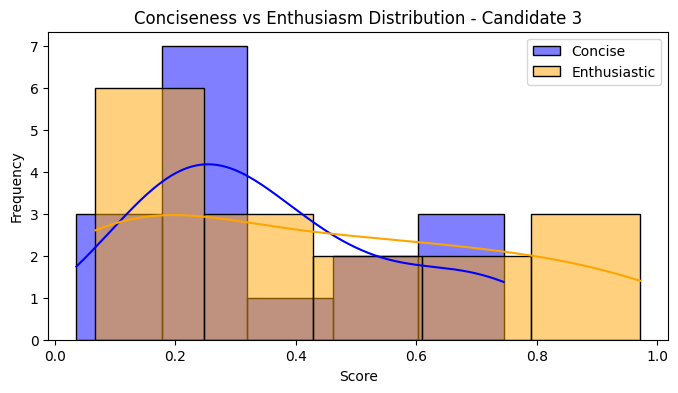 Conciseness vs Enthusiasm Distribution - Candidate 3
Concise
Enthusiastic
Frequency
7
6
5
4
3
2
1
0
0.0 0.2 0.4 0.6 0.8 1.0
Score